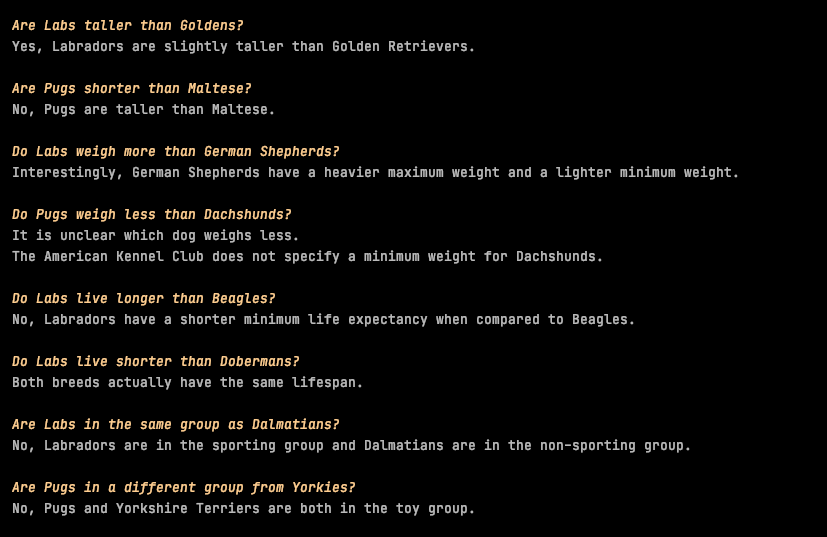 Are Labs taller than Goldens?
Yes, Labradors are slightly taller than Golden Retrievers.
Are Pugs shorter than Maltese?
No, Pugs are taller than Maltese.
Do Labs weigh more than German Shepherds?
Interestingly, German Shepherds have a heavier maximum weight and a lighter minimum weight.
Do Pugs weigh less than Dachshunds?
It is unclear which dog weighs less.
The American Kennel Club does not specify a minimum weight for Dachshunds.
Do Labs live longer than Beagles?
No, Labradors have a shorter minimum life expectancy when compared to Beagles.
Do Labs live shorter than Dobermans?
Both breeds actually have the same lifespan.
Are Labs in the same group as Dalmatians?
No, Labradors are in the sporting group and Dalmatians are in the non-sporting group.
Are Pugs in a different group from Yorkies?
No, Pugs and Yorkshire Terriers are both in the toy group.